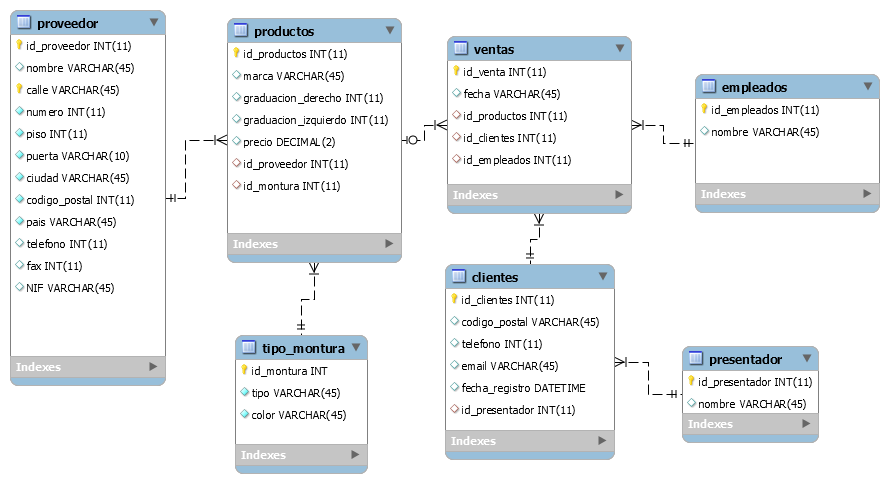 proveedor
id_proveedor INT(11)
nombre VARCHAR(45)
calle VARCHAR(45)
numero INT(11)
piso INT(11)
puerta VARCHAR(10)
ciudad VARCHAR(45)
codigo_postal INT(11)
pais VARCHAR(45)
telefono INT(11)
fax INT(11)
NIF VARCHAR(45)
Indexes
productos
id_productos INT(11)
marca VARCHAR(45)
graduacion_derecho INT(11)
graduacion_izquierdo INT(11)
precio DECIMAL(2)
id_proveedor INT(11)
id_montura INT(11)
Indexes
ventas
id_venta INT(11)
fecha VARCHAR(45)
id_productos INT(11)
id_clientes INT(11)
id_empleados INT(11)
Indexes
empleados
id_empleados INT(11)
nombre VARCHAR(45)
Indexes
tipo_montura
id_montura INT
tipo VARCHAR(45)
color VARCHAR(45)
Indexes
clientes
id_clientes INT(11)
codigo_postal VARCHAR(45)
telefono INT(11)
email VARCHAR(45)
fecha_registro DATETIME
id_presentador INT(11)
Indexes
presentador
id_presentador INT(11)
nombre VARCHAR(45)
Indexes